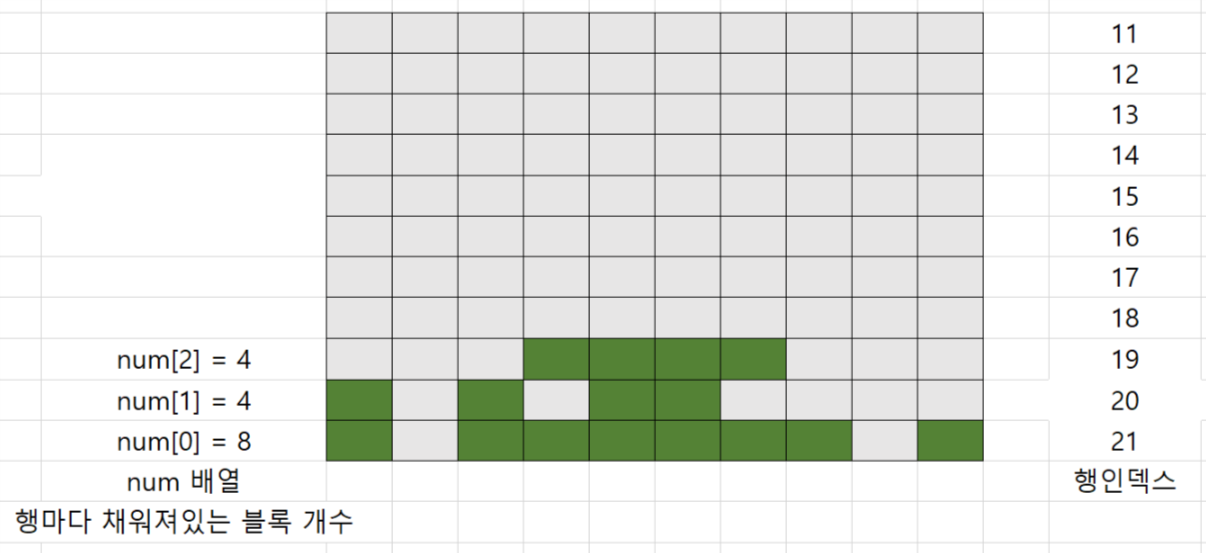 11
12
13
14
15
16
17
18
num[2] = 4 19
num[1] = 4 20
num[0] = 8 21
num 배열 행인덱스
행마다 채워져있는 블록 개수